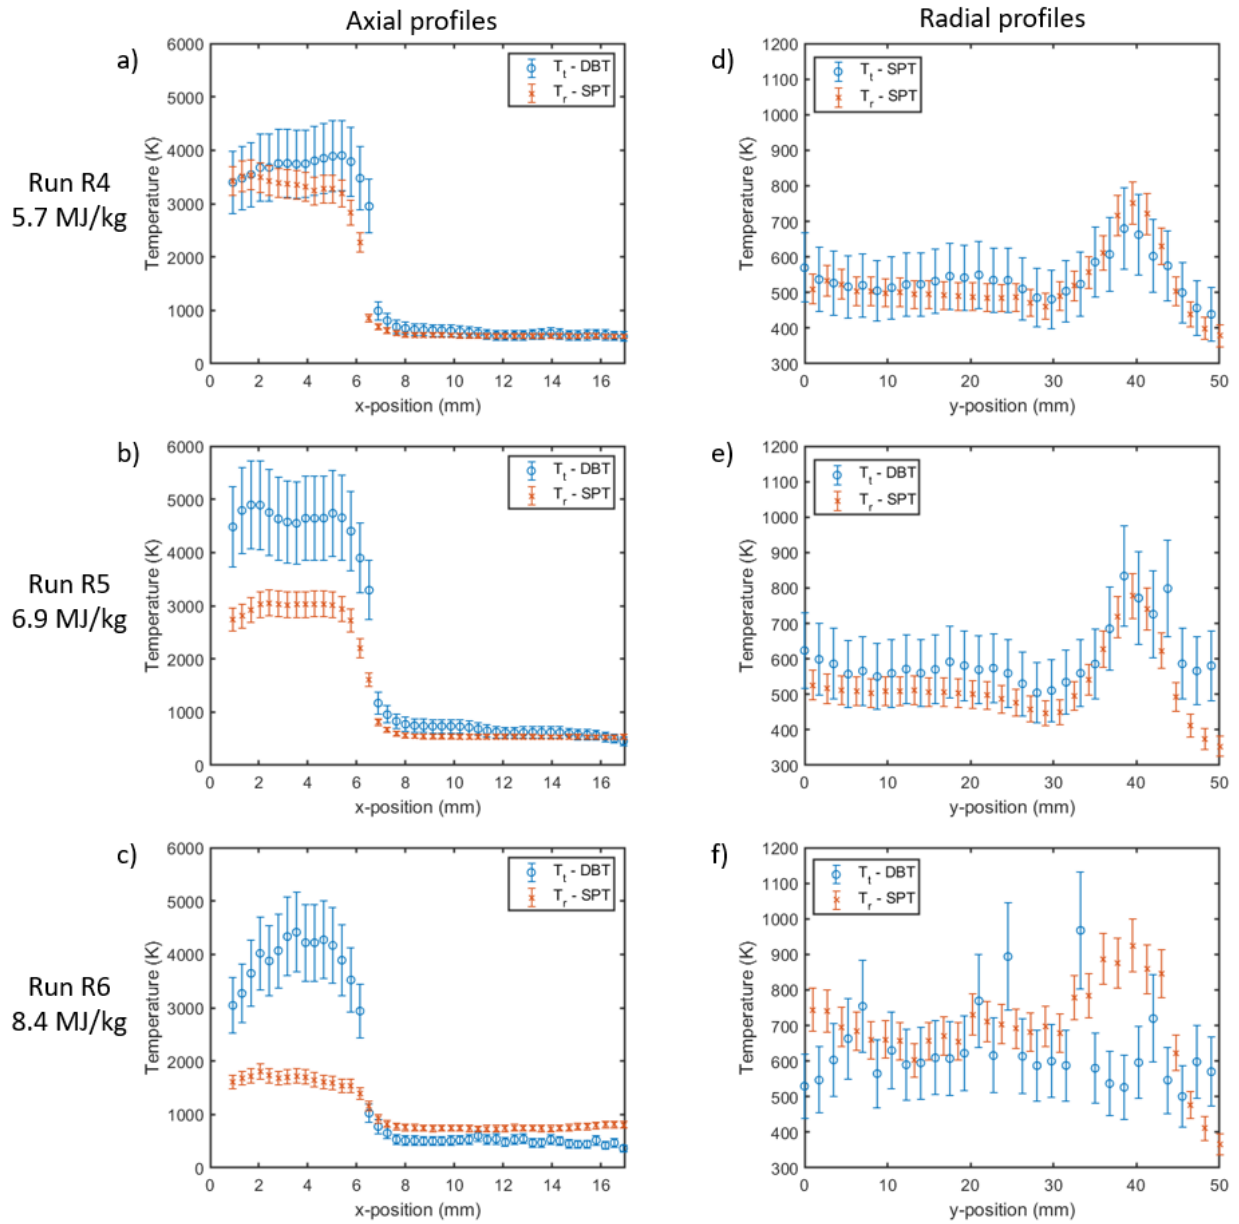 Axial profiles
Radial profiles
Run R4
5.7 MJ/kg
a)
6000
5000
4000
3000
2000
1000
0
Temperature (K)
T_t - DBT
T_r - SPT
0 2 4 6 8 10 12 14 16
x-position (mm)
d)
1200
1100
1000
900
800
700
600
500
400
300
Temperature (K)
T_t - SPT
T_r - SPT
0 10 20 30 40 50
y-position (mm)
Run R5
6.9 MJ/kg
b)
6000
5000
4000
3000
2000
1000
0
Temperature (K)
T_t - DBT
T_r - SPT
0 2 4 6 8 10 12 14 16
x-position (mm)
e)
1200
1100
1000
900
800
700
600
500
400
300
Temperature (K)
T_t - DBT
T_r - SPT
0 10 20 30 40 50
y-position (mm)
Run R6
8.4 MJ/kg
c)
6000
5000
4000
3000
2000
1000
0
Temperature (K)
T_t - DBT
T_r - SPT
0 2 4 6 8 10 12 14 16
x-position (mm)
f)
1200
1100
1000
900
800
700
600
500
400
300
Temperature (K)
T_t - DBT
T_r - SPT
0 10 20 30 40 50
y-position (mm)